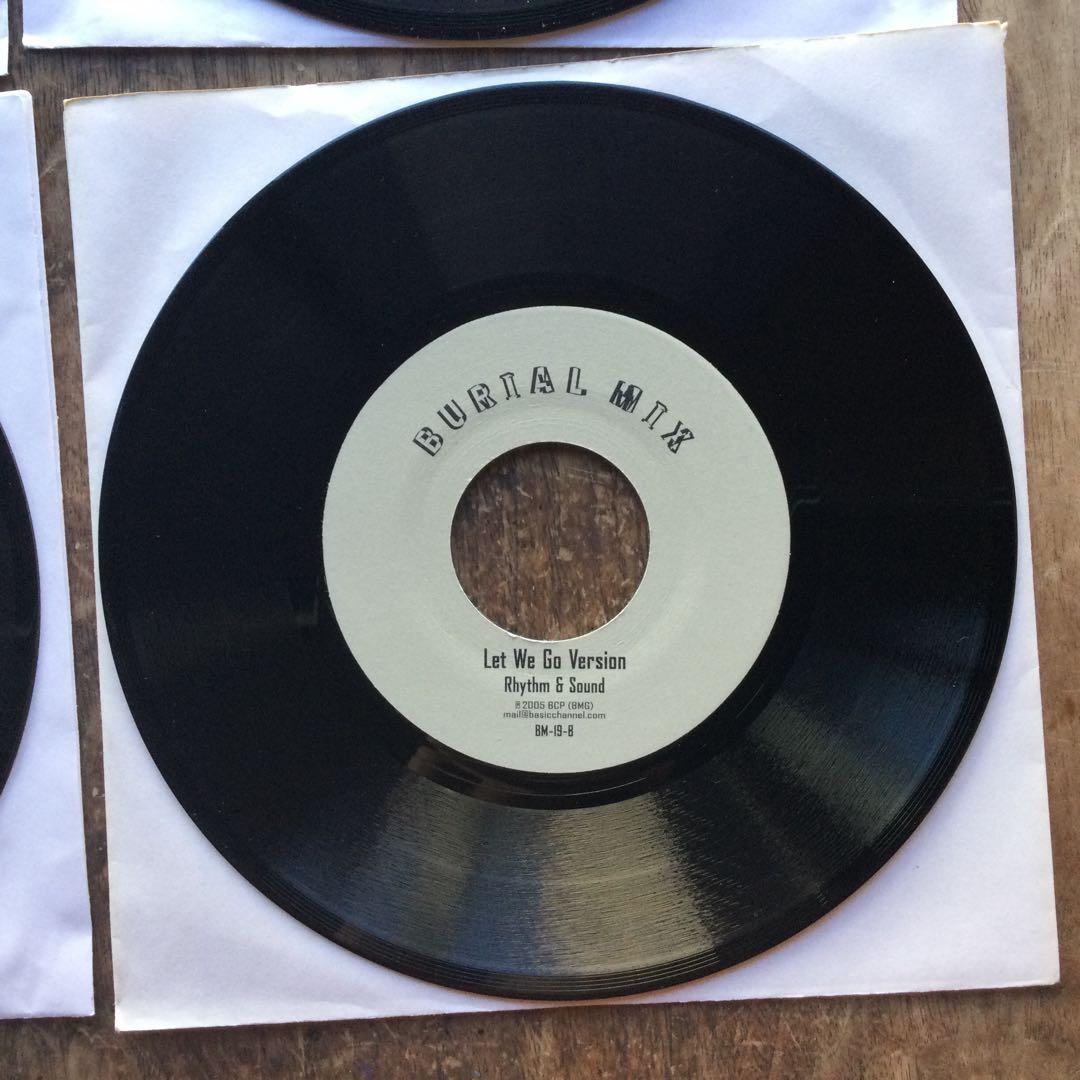 BURIAL MIX
Let We Go Version
Rhythm & Sound
℗ 2005 BCP (BMG)
mail@basicchannel.com
BM-19-B